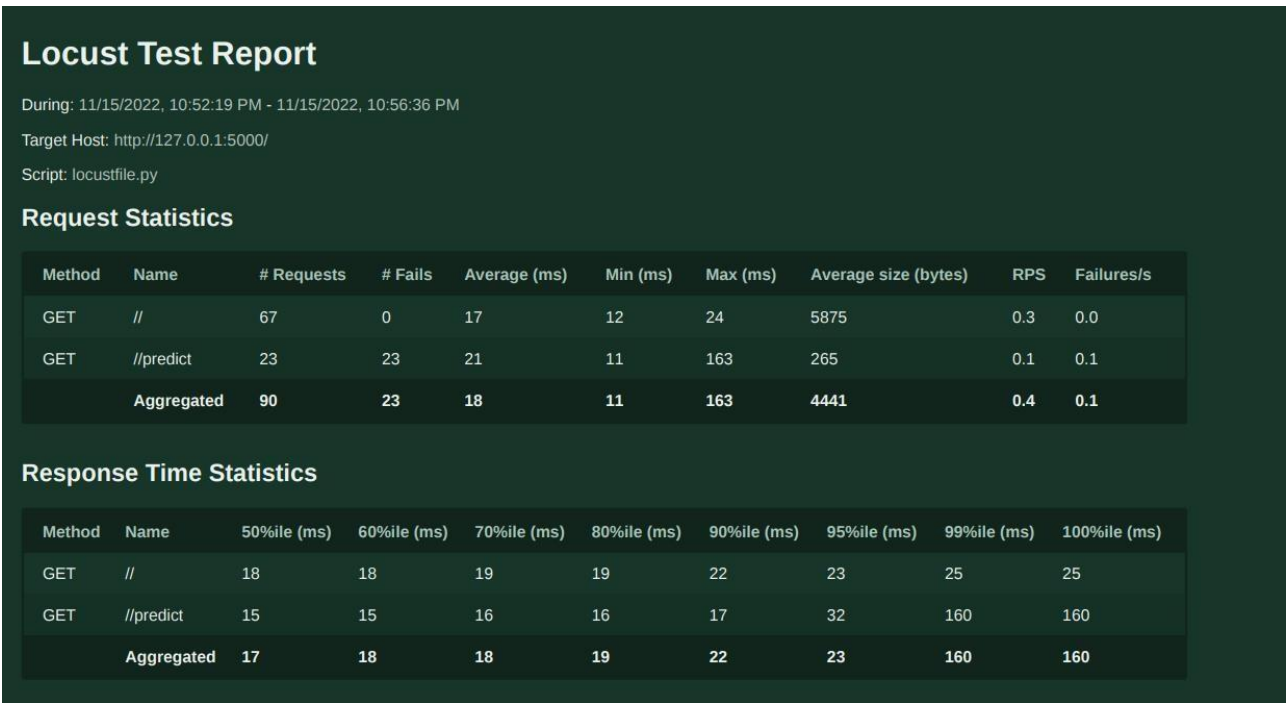 Locust Test Report
During: 11/15/2022, 10:52:19 PM - 11/15/2022, 10:56:36 PM
Target Host: http://127.0.0.1:5000/
Script: locustfile.py
Request Statistics
Method Name # Requests # Fails Average (ms) Min (ms) Max (ms) Average size (bytes) RPS Failures/s
GET // 67 0 17 12 24 5875 0.3 0.0
GET //predict 23 23 21 11 163 265 0.1 0.1
Aggregated 90 23 18 11 163 4441 0.4 0.1
Response Time Statistics
Method Name 50%ile (ms) 60%ile (ms) 70%ile (ms) 80%ile (ms) 90%ile (ms) 95%ile (ms) 99%ile (ms) 100%ile (ms)
GET // 18 18 19 19 22 23 25 25
GET //predict 15 15 16 16 17 32 160 160
Aggregated 17 18 18 19 22 23 160 160